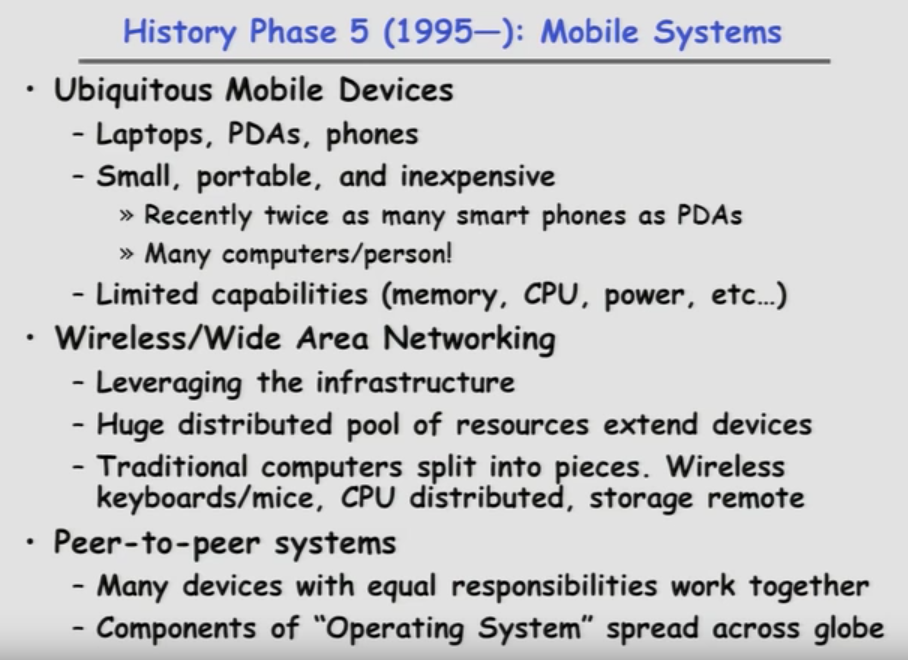 History Phase 5 (1995—): Mobile Systems
• Ubiquitous Mobile Devices
– Laptops, PDAs, phones
– Small, portable, and inexpensive
» Recently twice as many smart phones as PDAs
» Many computers/person!
– Limited capabilities (memory, CPU, power, etc…)
• Wireless/Wide Area Networking
– Leveraging the infrastructure
– Huge distributed pool of resources extend devices
– Traditional computers split into pieces. Wireless
keyboards/mice, CPU distributed, storage remote
• Peer-to-peer systems
– Many devices with equal responsibilities work together
– Components of “Operating System” spread across globe